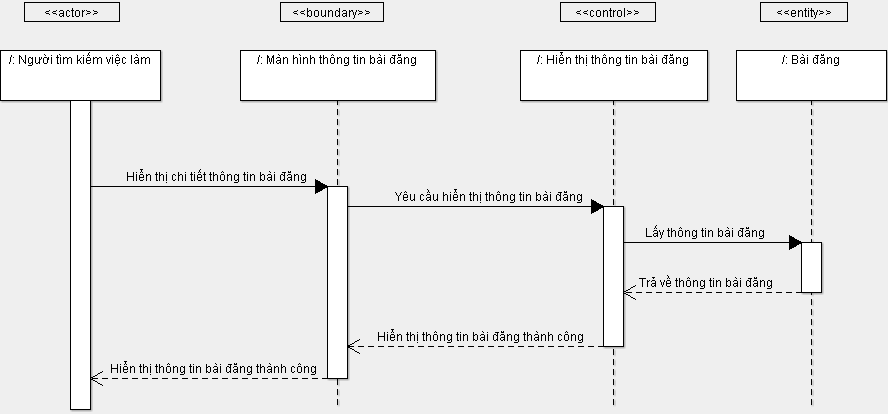 <<actor>>
<<boundary>>
<<control>>
<<entity>>
/: Người tìm kiếm việc làm
/: Màn hình thông tin bài đăng
/: Hiển thị thông tin bài đăng
/: Bài đăng
Hiển thị chi tiết thông tin bài đăng
Yêu cầu hiển thị thông tin bài đăng
Lấy thông tin bài đăng
Trả về thông tin bài đăng
Hiển thị thông tin bài đăng thành công
Hiển thị thông tin bài đăng thành công